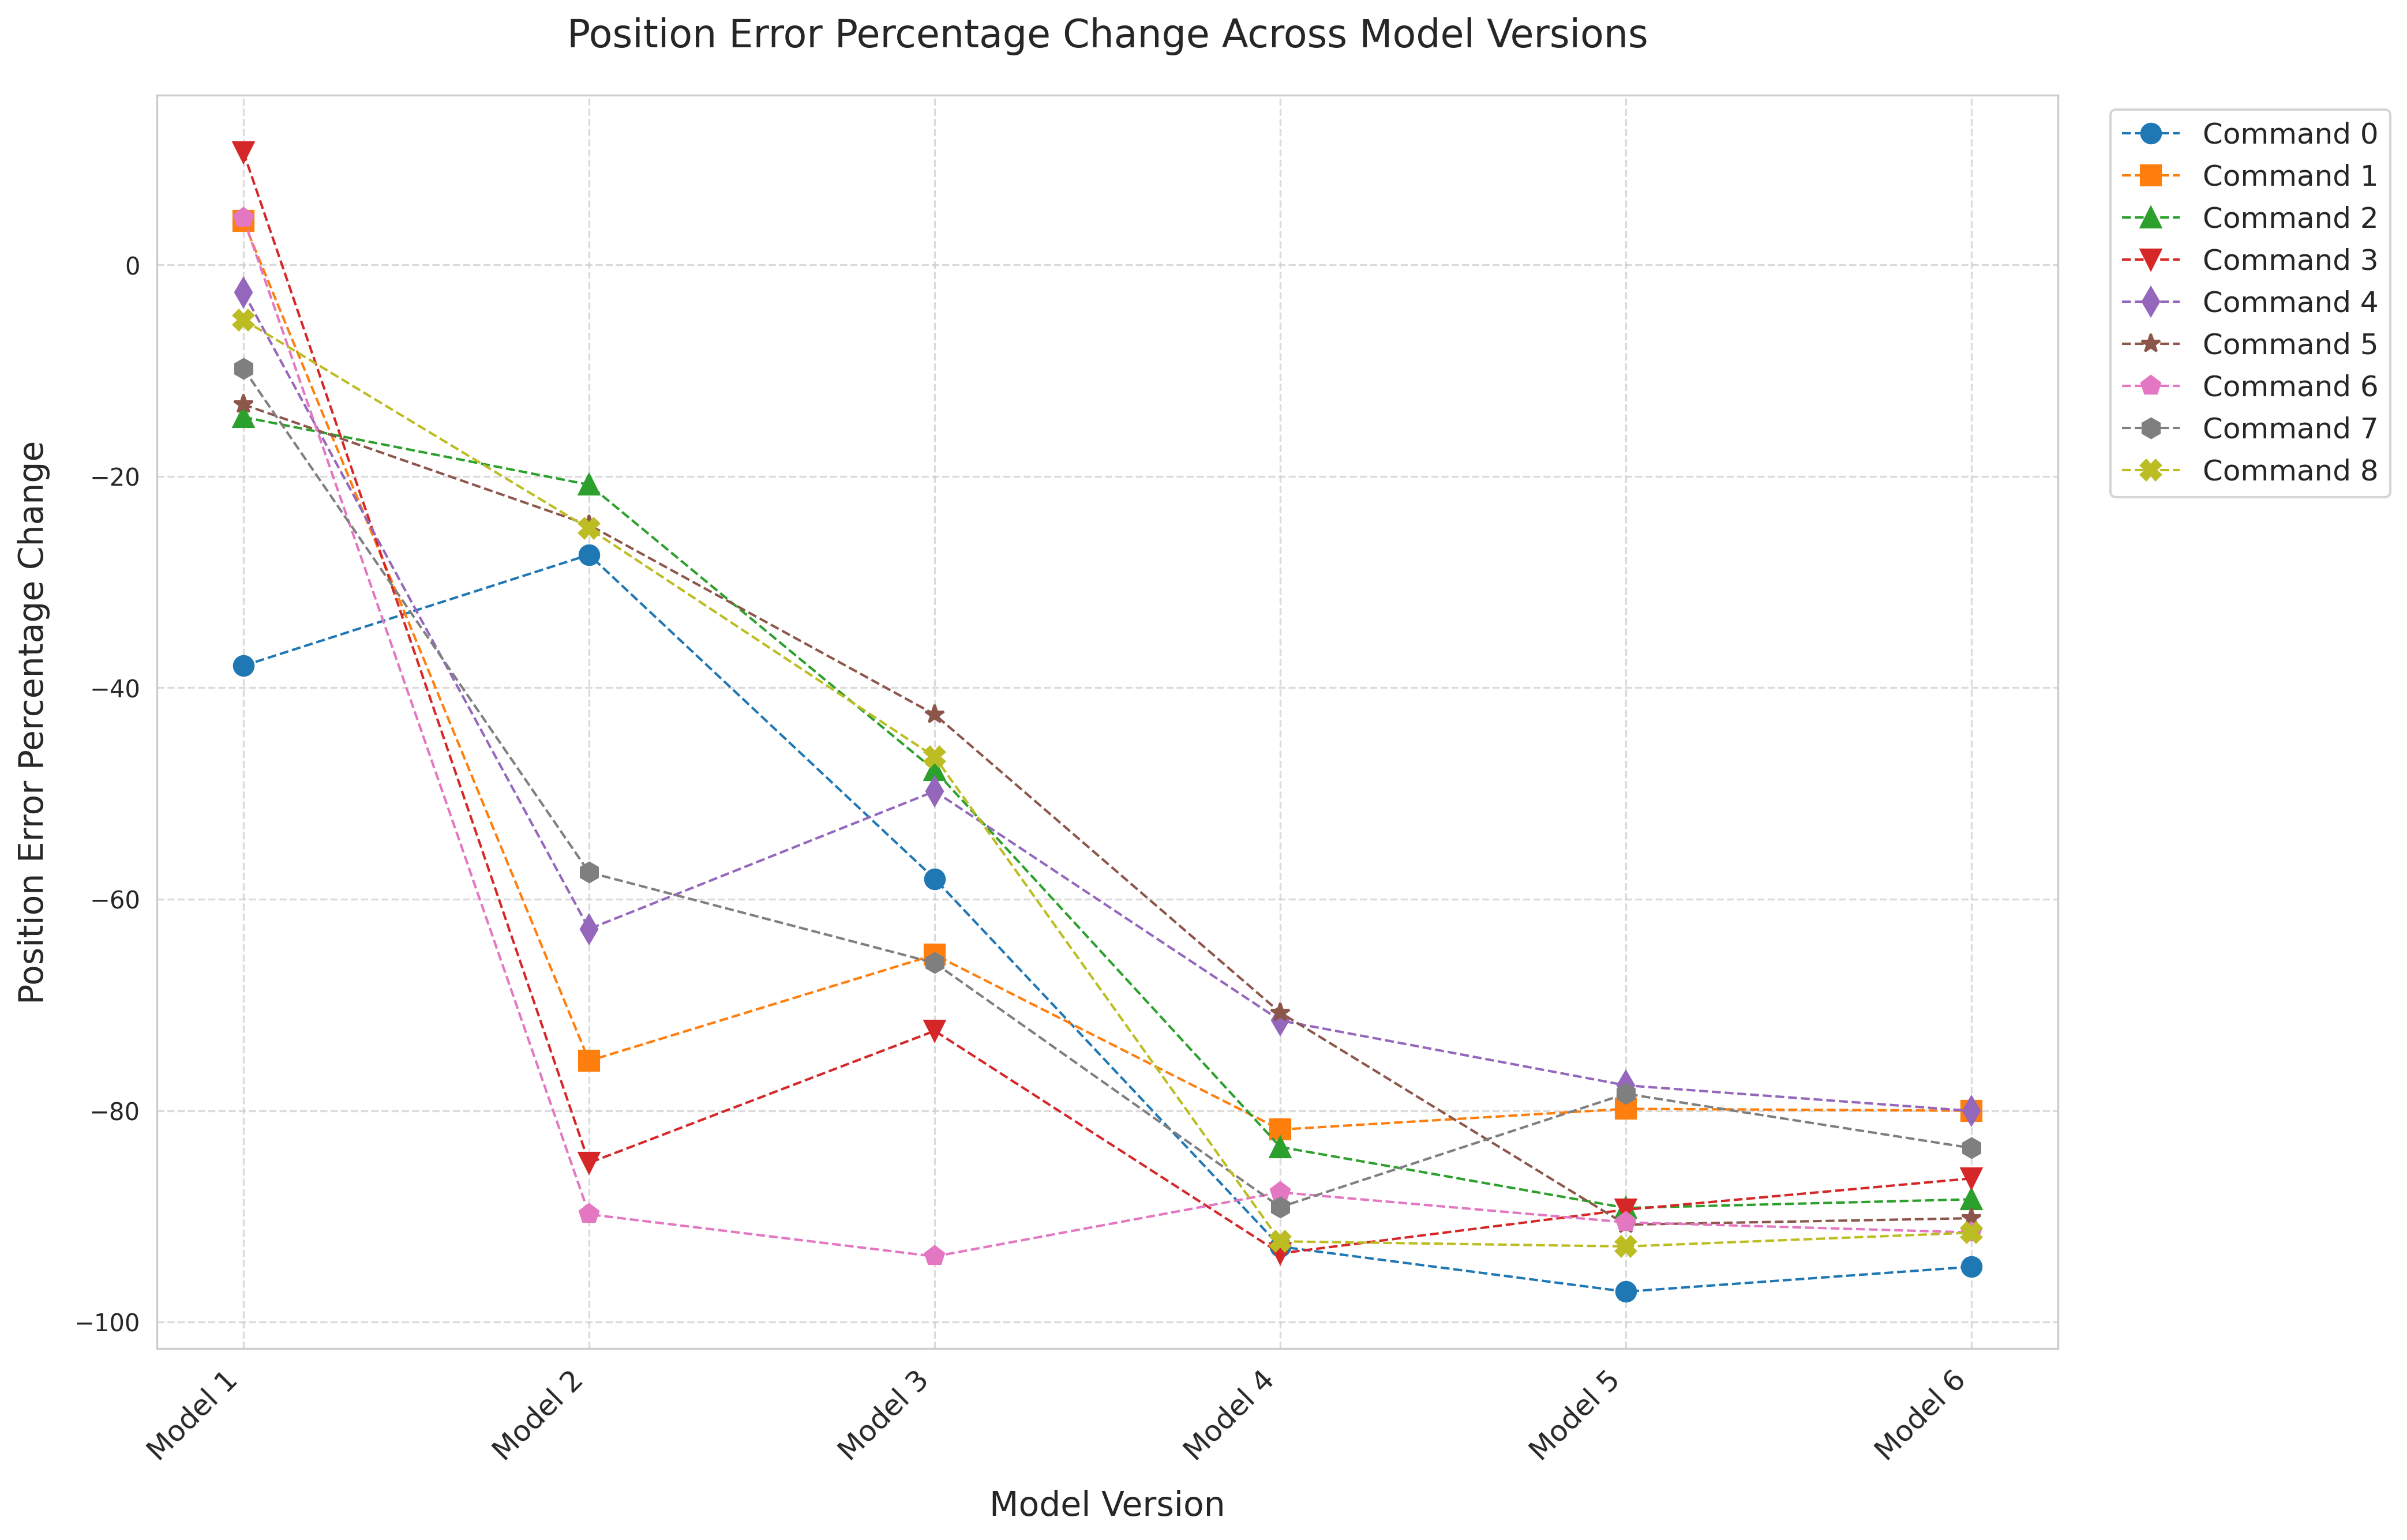 Position Error Percentage Change Across Model Versions
Position Error Percentage Change
0
−20
−40
−60
−80
−100
Model 1
Model 2
Model 3
Model 4
Model 5
Model 6
Model Version
Command 0
Command 1
Command 2
Command 3
Command 4
Command 5
Command 6
Command 7
Command 8